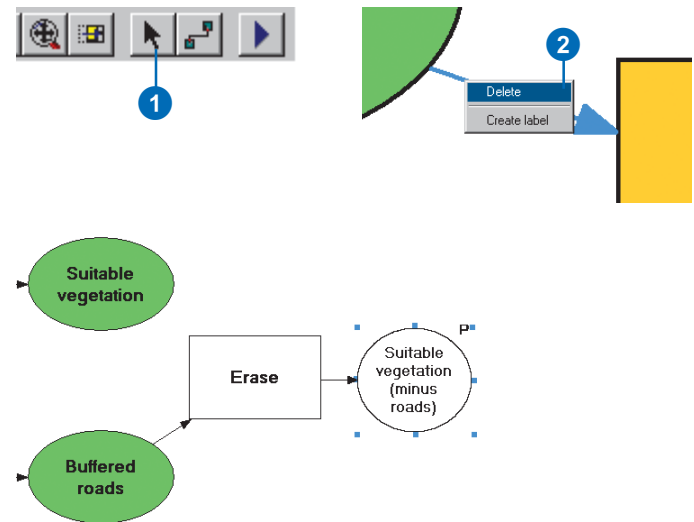 1
2
Delete
Create label
Suitable
vegetation
Erase
P
Suitable
vegetation
(minus
roads)
Buffered
roads